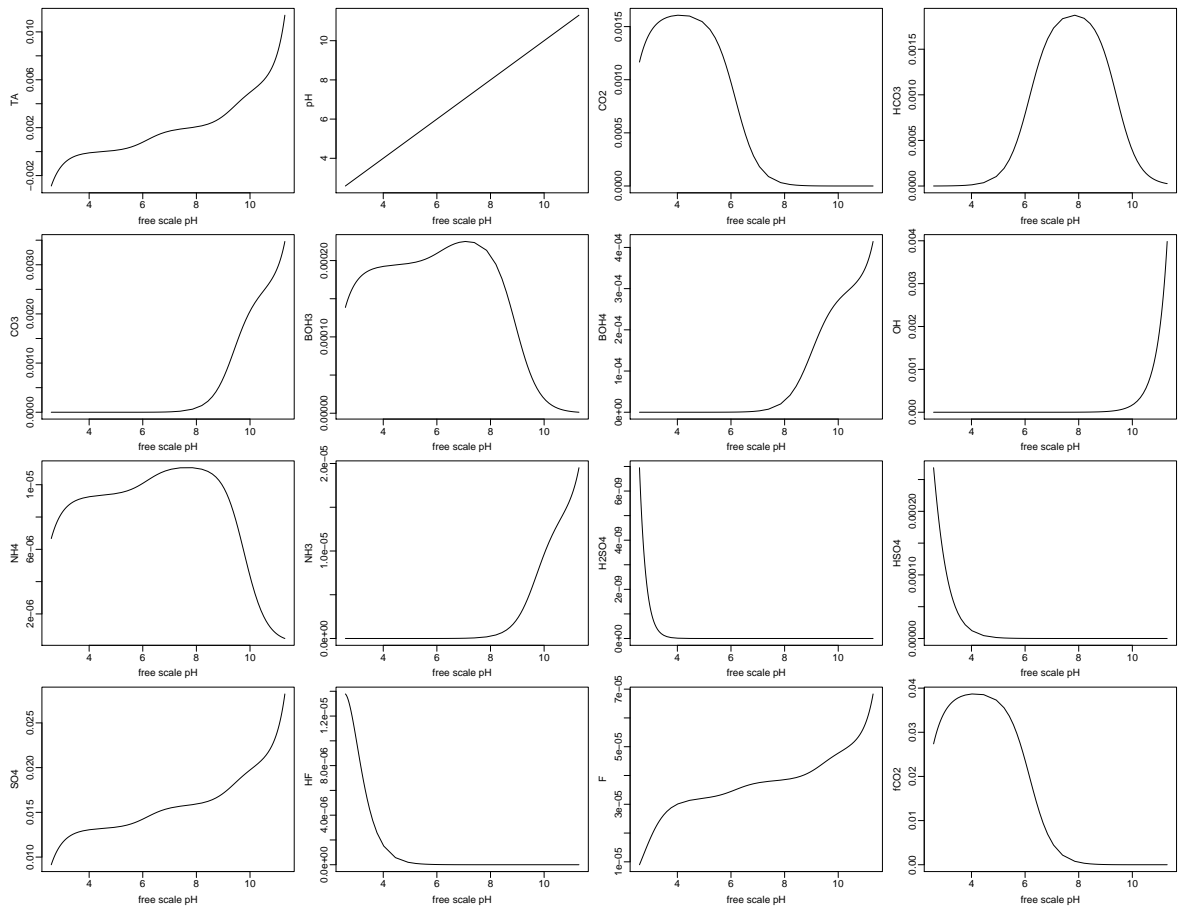 TA
−0.002 0.002 0.006 0.010
4 6 8 10
free scale pH
pH
4 6 8 10
4 6 8 10
free scale pH
CO2
0.0000 0.0005 0.0010 0.0015
4 6 8 10
free scale pH
HCO3
0.0000 0.0005 0.0010 0.0015
4 6 8 10
free scale pH
CO3
0.0000 0.0010 0.0020 0.0030
4 6 8 10
free scale pH
BOH3
0.00000 0.00010 0.00020
4 6 8 10
free scale pH
BOH4
0e+00 1e−04 2e−04 3e−04 4e−04
4 6 8 10
free scale pH
OH
0.000 0.001 0.002 0.003 0.004
4 6 8 10
free scale pH
NH4
2e−06 6e−06 1e−05
4 6 8 10
free scale pH
NH3
0.0e+00 1.0e−05 2.0e−05
4 6 8 10
free scale pH
H2SO4
0e+00 2e−09 4e−09 6e−09
4 6 8 10
free scale pH
HSO4
0.00000 0.00010 0.00020
4 6 8 10
free scale pH
SO4
0.010 0.015 0.020 0.025
4 6 8 10
free scale pH
HF
0.0e+00 4.0e−06 8.0e−06 1.2e−05
4 6 8 10
free scale pH
F
1e−05 3e−05 5e−05 7e−05
4 6 8 10
free scale pH
fCO2
0.00 0.01 0.02 0.03 0.04
4 6 8 10
free scale pH